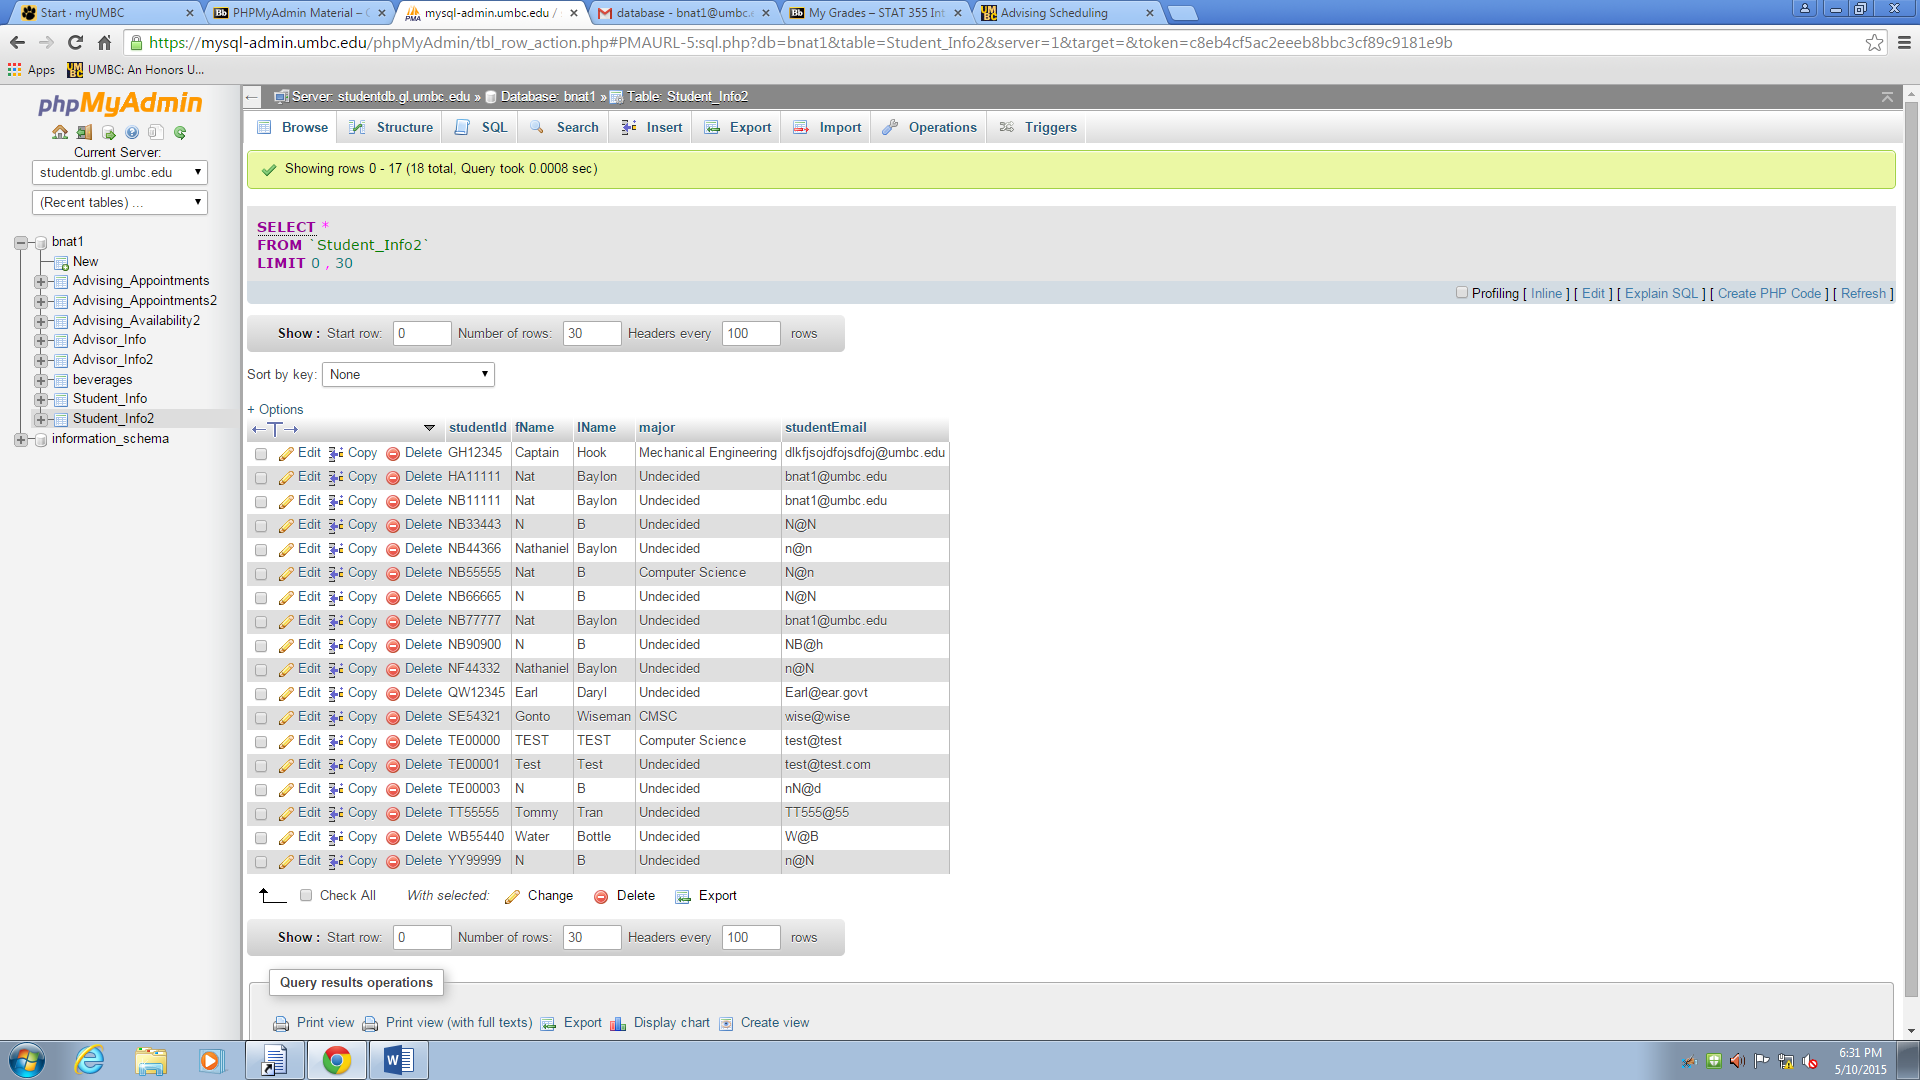 Start · myUMBC
PHPMyAdmin Material – C
mysql-admin.umbc.edu /
database - bnat1@umbc.e
My Grades – STAT 355 Int
Advising Scheduling
https://mysql-admin.umbc.edu/phpMyAdmin/tbl_row_action.php#PMAURL-5:sql.php?db=bnat1&table=Student_Info2&server=1&target=&token=c8eb4cf5ac2eeeb8bbc3cf89c9181e9b
Apps UMBC: An Honors U...
phpMyAdmin
Current Server:
studentdb.gl.umbc.edu
(Recent tables) ...
bnat1
New
Advising_Appointments
Advising_Appointments2
Advising_Availability2
Advisor_Info
Advisor_Info2
beverages
Student_Info
Student_Info2
information_schema
Server: studentdb.gl.umbc.edu » Database: bnat1 » Table: Student_Info2
Browse Structure SQL Search Insert Export Import Operations Triggers
Showing rows 0 - 17 (18 total, Query took 0.0008 sec)
SELECT *
FROM `Student_Info2`
LIMIT 0 , 30
Profiling [ Inline ] [ Edit ] [ Explain SQL ] [ Create PHP Code ] [ Refresh ]
Show : Start row: 0 Number of rows: 30 Headers every 100 rows
Sort by key: None
+ Options
←T→ studentId fName lName major studentEmail
Edit Copy Delete GH12345 Captain Hook Mechanical Engineering dlkfjsojdfojsdfoj@umbc.edu
Edit Copy Delete HA11111 Nat Baylon Undecided bnat1@umbc.edu
Edit Copy Delete NB11111 Nat Baylon Undecided bnat1@umbc.edu
Edit Copy Delete NB33443 N B Undecided N@N
Edit Copy Delete NB44366 Nathaniel Baylon Undecided n@n
Edit Copy Delete NB55555 Nat B Computer Science N@n
Edit Copy Delete NB66665 N B Undecided N@N
Edit Copy Delete NB77777 Nat Baylon Undecided bnat1@umbc.edu
Edit Copy Delete NB90900 N B Undecided NB@h
Edit Copy Delete NF44332 Nathaniel Baylon Undecided n@N
Edit Copy Delete QW12345 Earl Daryl Undecided Earl@ear.govt
Edit Copy Delete SE54321 Gonto Wiseman CMSC wise@wise
Edit Copy Delete TE00000 TEST TEST Computer Science test@test
Edit Copy Delete TE00001 Test Test Undecided test@test.com
Edit Copy Delete TE00003 N B Undecided nN@d
Edit Copy Delete TT55555 Tommy Tran Undecided TT555@55
Edit Copy Delete WB55440 Water Bottle Undecided W@B
Edit Copy Delete YY99999 N B Undecided n@N
Check All With selected: Change Delete Export
Show : Start row: 0 Number of rows: 30 Headers every 100 rows
Query results operations
Print view Print view (with full texts) Export Display chart Create view
6:31 PM
5/10/2015